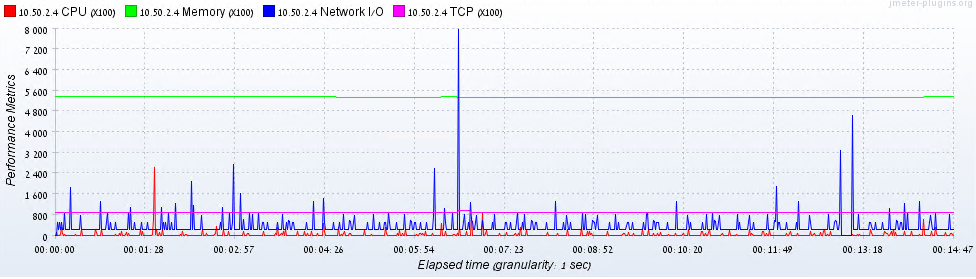 jmeter-plugins.org
10.50.2.4 CPU (X100) 10.50.2.4 Memory (X100) 10.50.2.4 Network I/O 10.50.2.4 TCP (X100)
8 000
7 200
6 400
5 600
4 800
4 000
3 200
2 400
1 600
800
0
Performance Metrics
00:00:00 00:01:28 00:02:57 00:04:26 00:05:54 00:07:23 00:08:52 00:10:20 00:11:49 00:13:18 00:14:47
Elapsed time (granularity: 1 sec)